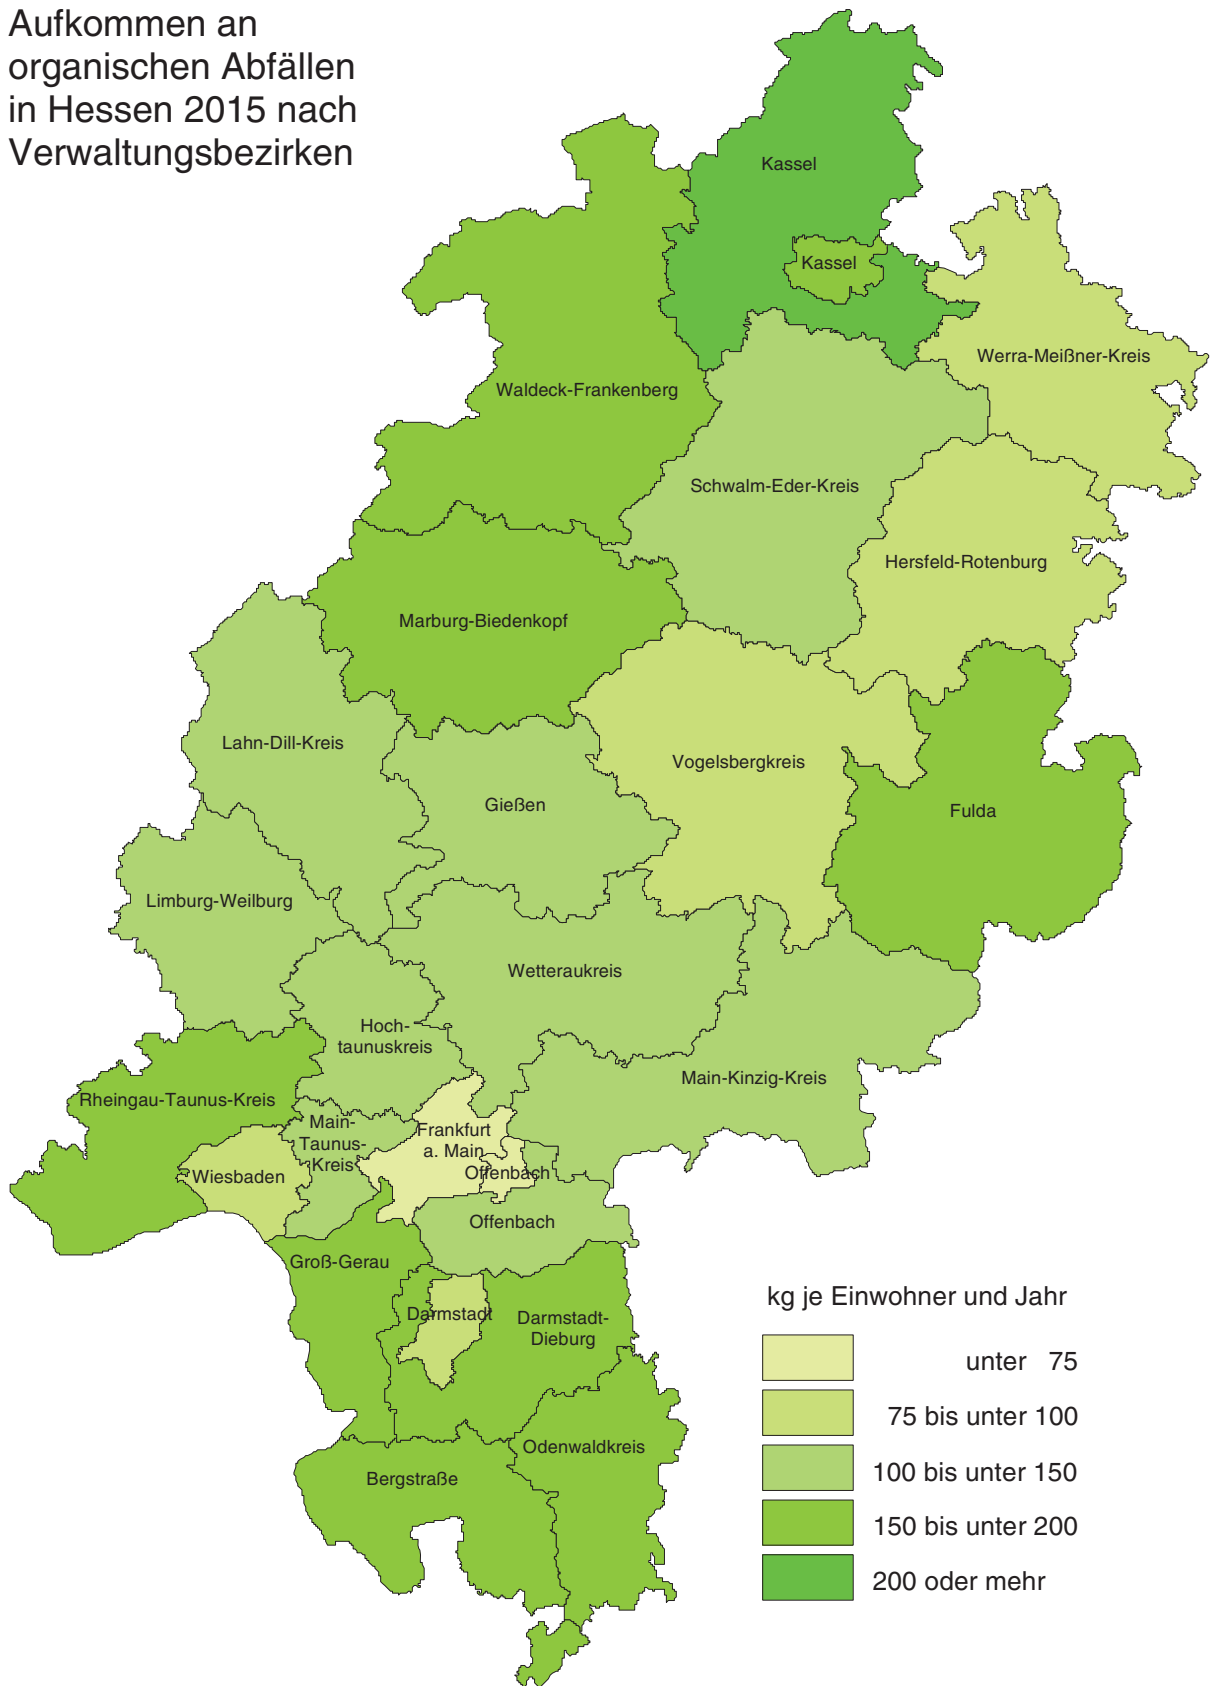 Aufkommen an
organischen Abfällen
in Hessen 2015 nach
Verwaltungsbezirken
Kassel
Kassel
Werra-Meißner-Kreis
Waldeck-Frankenberg
Schwalm-Eder-Kreis
Hersfeld-Rotenburg
Marburg-Biedenkopf
Lahn-Dill-Kreis
Vogelsbergkreis
Gießen
Fulda
Limburg-Weilburg
Wetteraukreis
Hoch-
taunuskreis
Main-Kinzig-Kreis
Rheingau-Taunus-Kreis
Main-
Taunus-
Kreis
Frankfurt
a. Main
Offenbach
Wiesbaden
Offenbach
Groß-Gerau
Darmstadt
Darmstadt-
Dieburg
Odenwaldkreis
Bergstraße
kg je Einwohner und Jahr
unter 75
75 bis unter 100
100 bis unter 150
150 bis unter 200
200 oder mehr